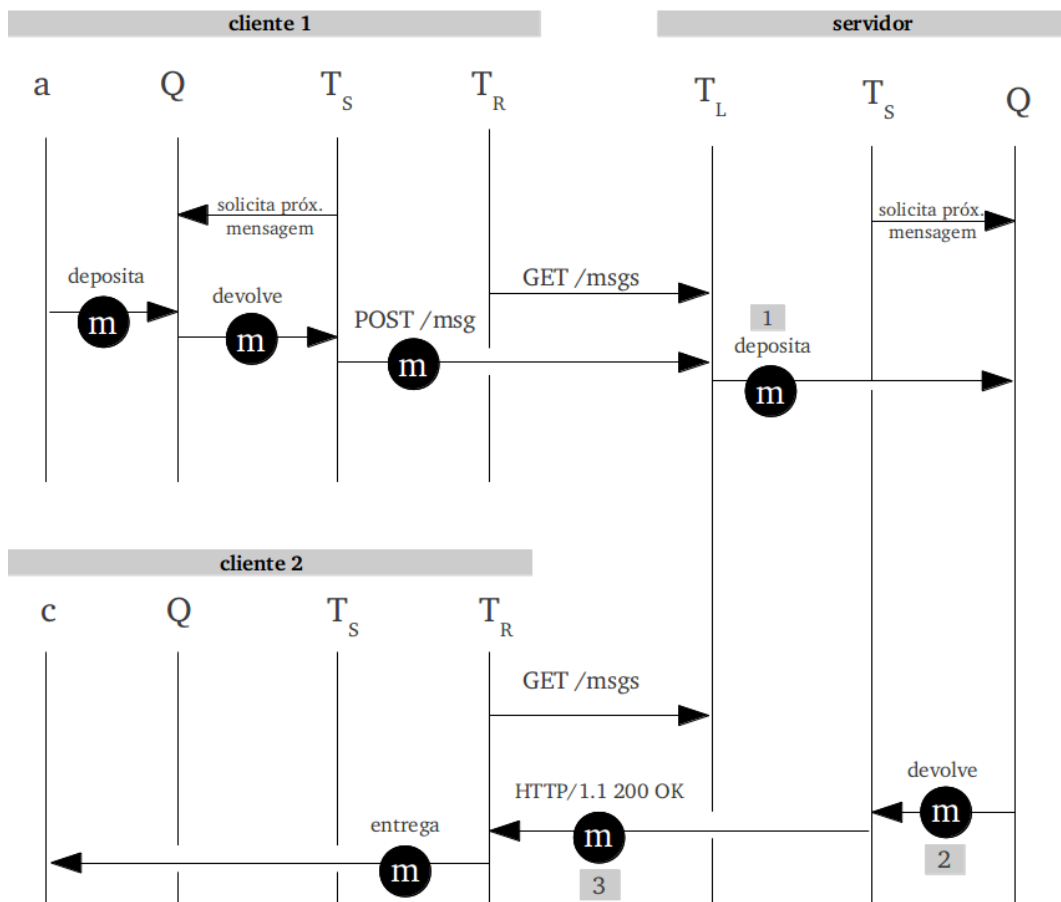 cliente 1
servidor
a
Q
TS
TR
TL
TS
Q
solicita próx.
mensagem
solicita próx.
mensagem
deposita
m
devolve
m
GET /msgs
POST /msg
m
1
deposita
m
cliente 2
c
Q
TS
TR
GET /msgs
HTTP/1.1 200 OK
m
3
devolve
m
2
entrega
m